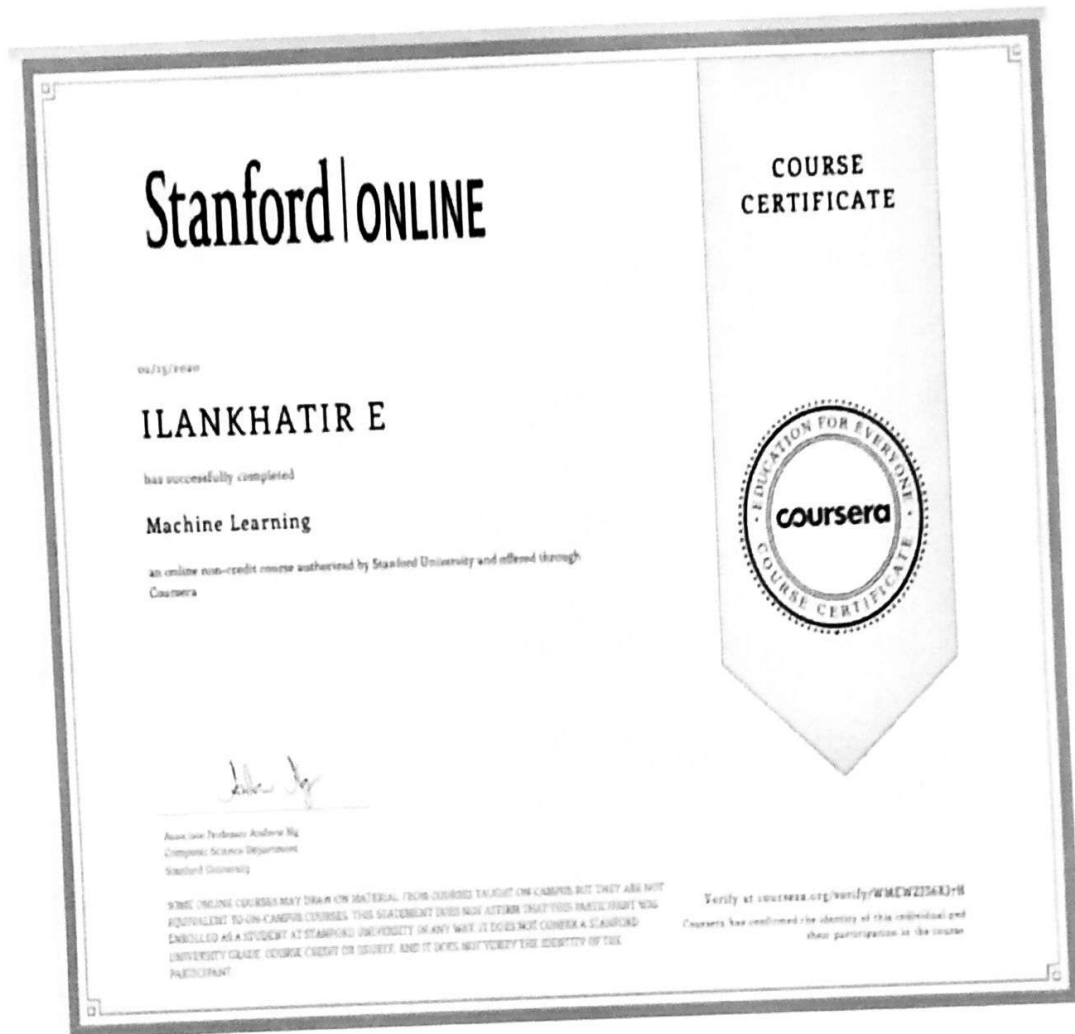 Stanford | ONLINE
COURSE
CERTIFICATE
ILANKHATIR E
has successfully completed
Machine Learning
an online non-credit course authorized by Stanford University and offered through
Coursera
EDUCATION FOR EVERYONE
coursera
COURSE CERTIFICATE
Associate Professor Andrew Ng
Computer Science Department
Stanford University
SOME ONLINE COURSES MAY DRAW ON MATERIAL FROM COURSES TAUGHT ON CAMPUS BUT THEY ARE NOT
EQUIVALENT TO ON-CAMPUS COURSES. THIS STATEMENT DOES NOT AFFIRM THAT THIS PARTICIPANT WAS
ENROLLED AS A STUDENT AT STANFORD UNIVERSITY IN ANY WAY. IT DOES NOT CONFER A STANFORD
UNIVERSITY GRADE, COURSE CREDIT OR DEGREE, AND IT DOES NOT VERIFY THE IDENTITY OF THE
PARTICIPANT
Verify at
Coursera has confirmed the identity of this individual and
their participation in the course.